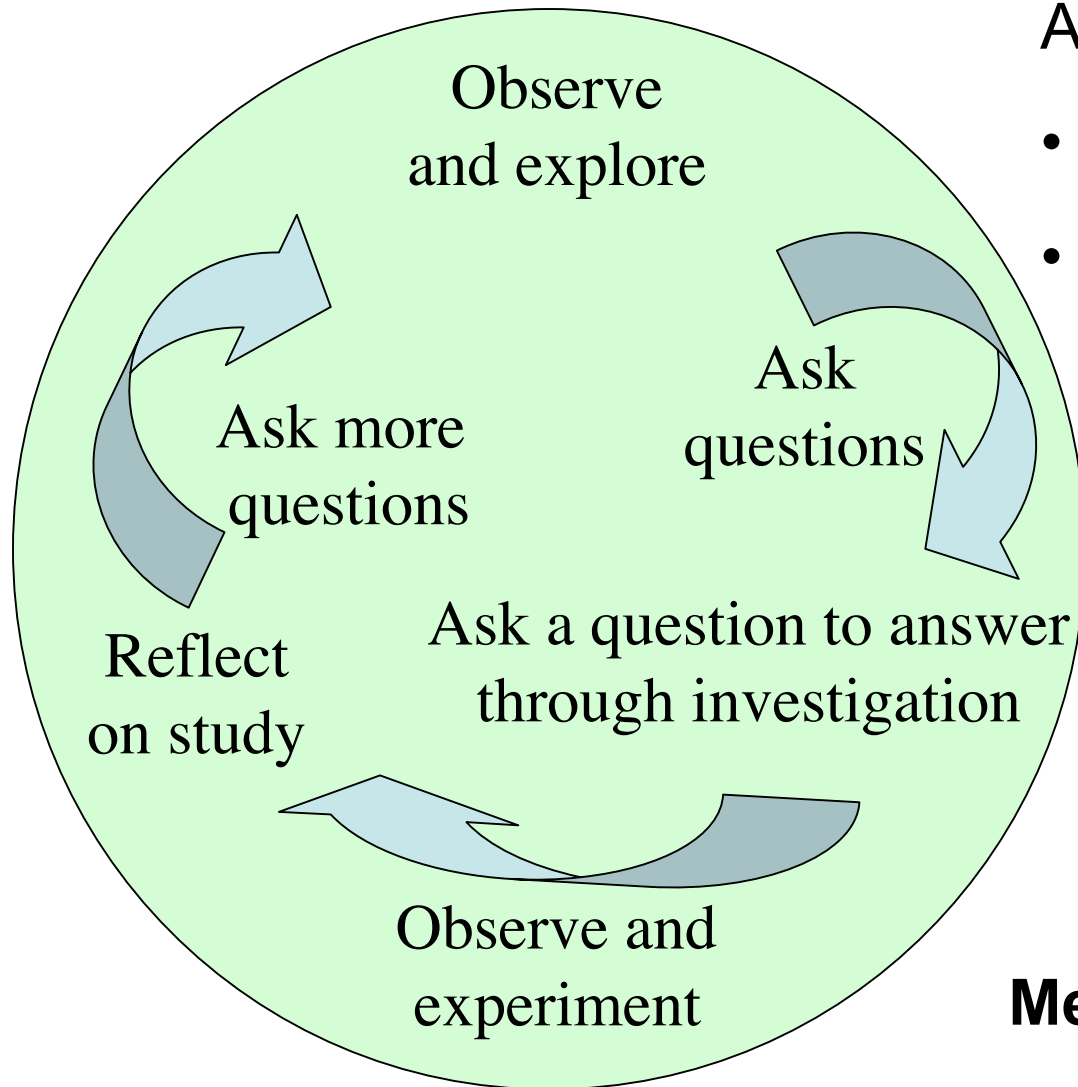 Observe
and explore
Ask
questions
Ask a question to answer
through investigation
Observe and
experiment
Reflect
on study
Ask more
questions
A
•
•